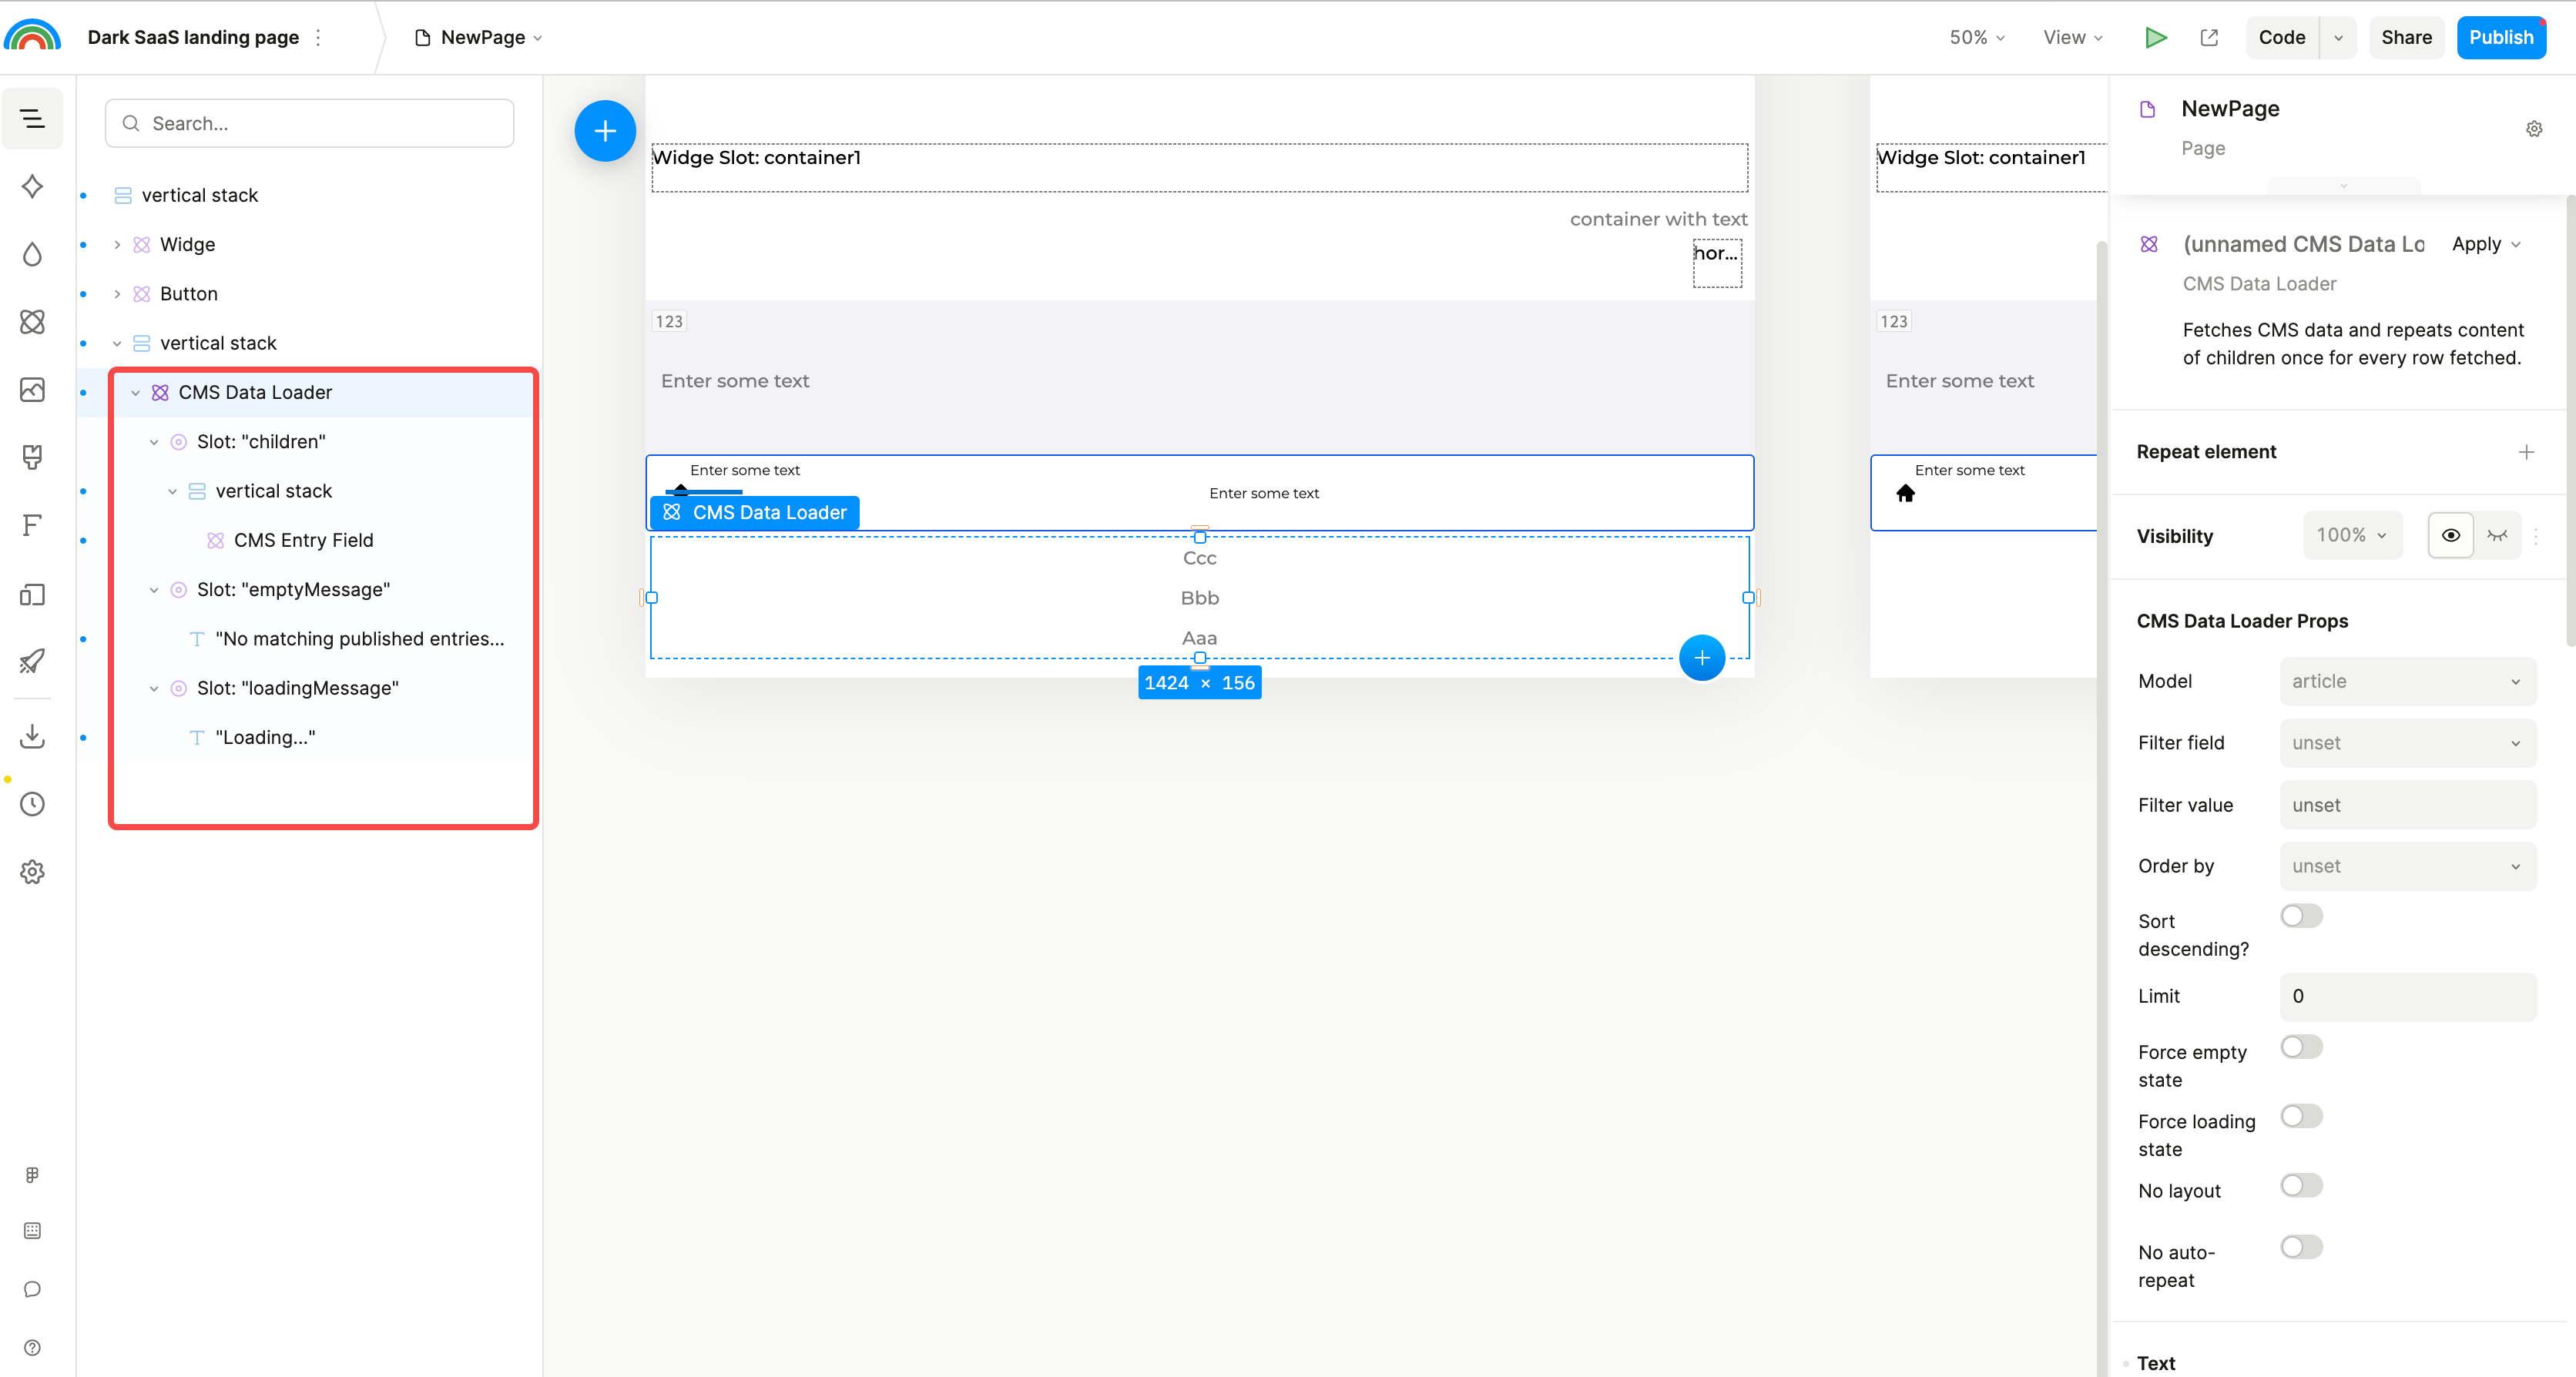 Dark SaaS landing page
NewPage
50%
View
Code
Share
Publish
Search...
vertical stack
Widge
Button
vertical stack
CMS Data Loader
Slot: "children"
vertical stack
CMS Entry Field
Slot: "emptyMessage"
"No matching published entries...
Slot: "loadingMessage"
"Loading..."
Widge Slot: container1
container with text
hor...
123
Enter some text
Enter some text
Enter some text
CMS Data Loader
Ccc
Bbb
Aaa
1424 × 156
Widge Slot: container1
123
Enter some text
Enter some text
NewPage
Page
(unnamed CMS Data Lo
Apply
CMS Data Loader
Fetches CMS data and repeats content
of children once for every row fetched.
Repeat element
Visibility
100%
CMS Data Loader Props
Model
article
Filter field
unset
Filter value
unset
Order by
unset
Sort
descending?
Limit
0
Force empty
state
Force loading
state
No layout
No auto-
repeat
Text